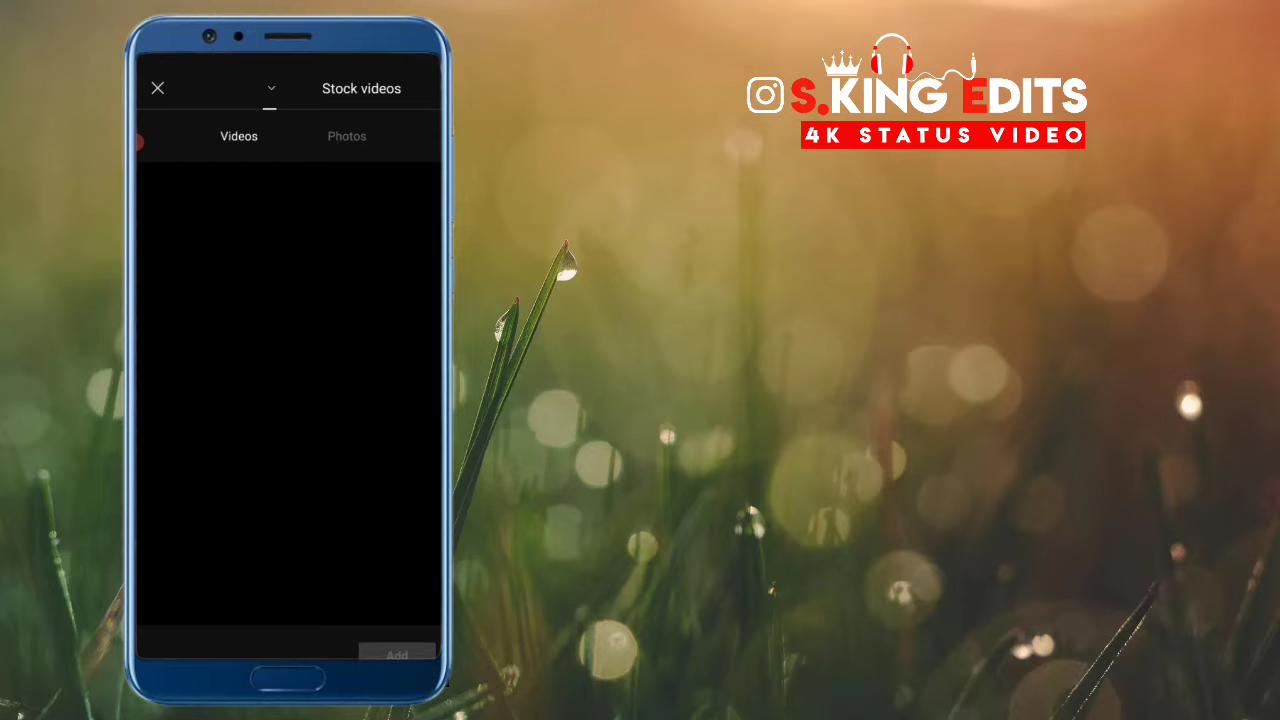 Stock videos
Videos Photos
Add
S.KING EDITS
4K STATUS VIDEO